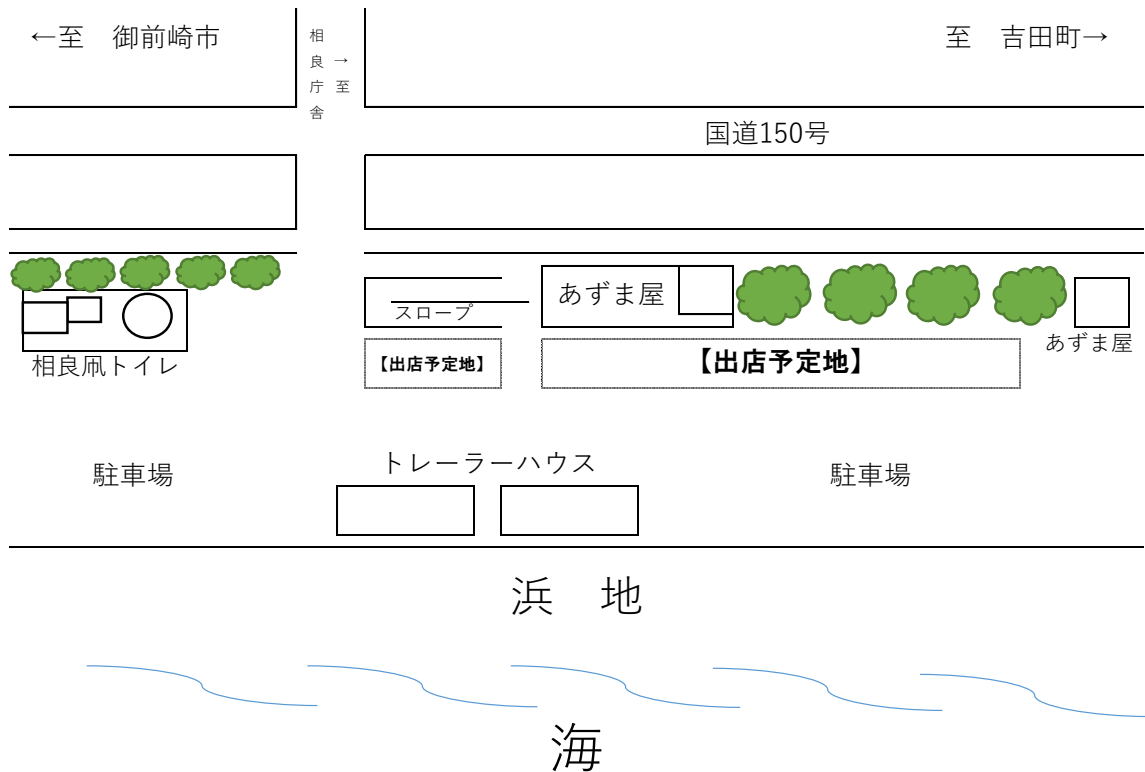 ←至　御前崎市
相良庁舎
→至
至　吉田町→
国道150号
あずま屋
スロープ
あずま屋
相良凧トイレ
【出店予定地】
【出店予定地】
トレーラーハウス
駐車場
駐車場
浜　地
海